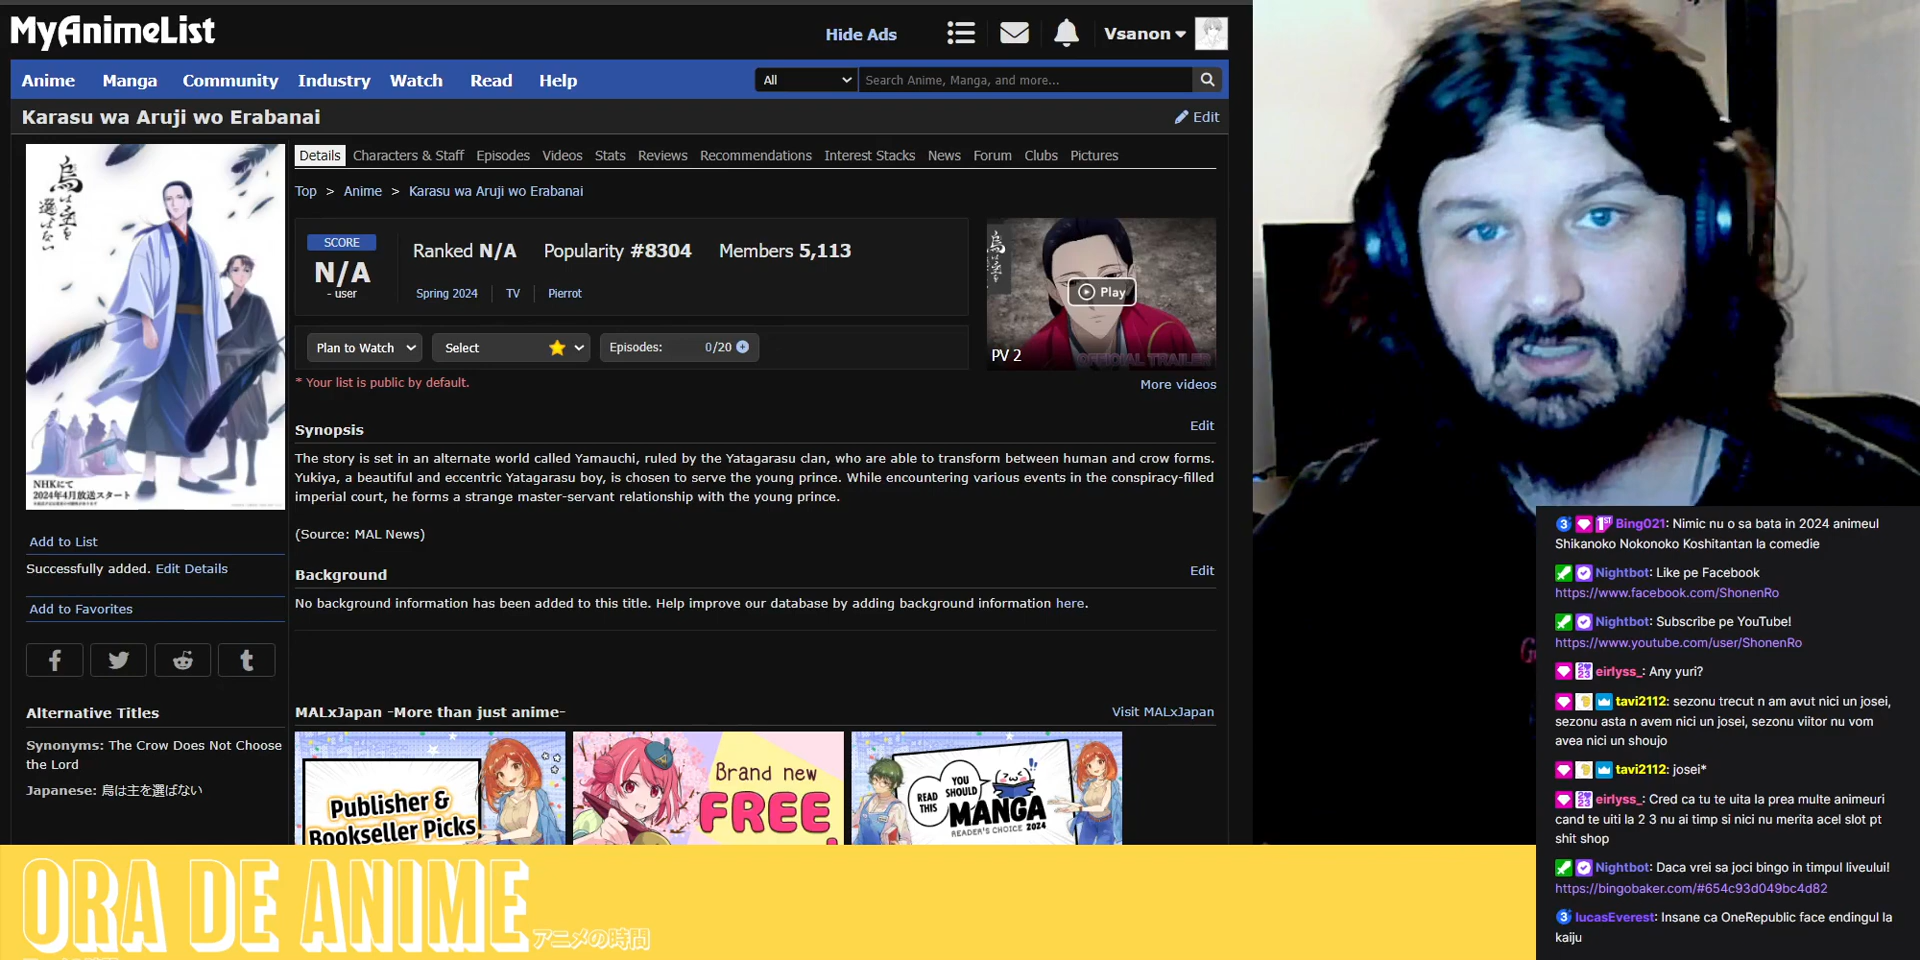 MyAnimeList
Hide Ads
Vsanon
Anime Manga Community Industry Watch Read Help
All
Search Anime, Manga, and more...
Karasu wa Aruji wo Erabanai
Edit
烏は主を選ばない
NHKにて
2024年4月放送スタート
Details Characters & Staff Episodes Videos Stats Reviews Recommendations Interest Stacks News Forum Clubs Pictures
Top > Anime > Karasu wa Aruji wo Erabanai
SCORE
N/A
- user
Ranked N/A Popularity #8304 Members 5,113
Spring 2024 TV Pierrot
Play
PV 2
OFFICIAL TRAILER
Plan to Watch Select Episodes: 0/20
More videos
* Your list is public by default.
Synopsis
Edit
The story is set in an alternate world called Yamauchi, ruled by the Yatagarasu clan, who are able to transform between human and crow forms.
Yukiya, a beautiful and eccentric Yatagarasu boy, is chosen to serve the young prince. While encountering various events in the conspiracy-filled
imperial court, he forms a strange master-servant relationship with the young prince.
(Source: MAL News)
Background
Edit
No background information has been added to this title. Help improve our database by adding background information here.
Add to List
Successfully added. Edit Details
Add to Favorites
Alternative Titles
Synonyms: The Crow Does Not Choose
the Lord
Japanese: 烏は主を選ばない
MALxJapan -More than just anime-
Visit MALxJapan
Publisher &
Bookseller Picks
Brand new
FREE
YOU
SHOULD
READ
THIS
MANGA
READER'S CHOICE 2024
ORA DE ANIME
アニメの時間
3 1ST Bing021: Nimic nu o sa bata in 2024 animeul
Shikanoko Nokonoko Koshitantan la comedie
Nightbot: Like pe Facebook
https://www.facebook.com/ShonenRo
Nightbot: Subscribe pe YouTube!
https://www.youtube.com/user/ShonenRo
eirlyss_: Any yuri?
tavi2112: sezonu trecut n am avut nici un josei,
sezonu asta n avem nici un josei, sezonu viitor nu vom
avea nici un shoujo
tavi2112: josei*
eirlyss_: Cred ca tu te uita la prea multe animeuri
cand te uiti la 2 3 nu ai timp si nici nu merita acel slot pt
shit shop
Nightbot: Daca vrei sa joci bingo in timpul liveului!
https://bingobaker.com/#654c93d049bc4d82
3 lucasEverest: Insane ca OneRepublic face endingul la
kaiju